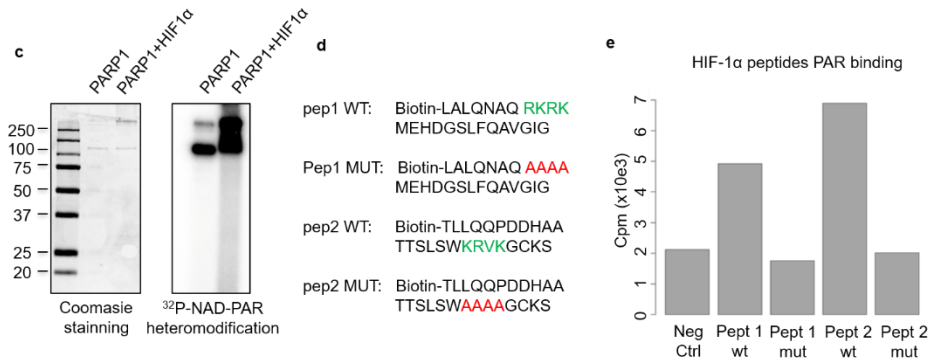 c
PARP1
PARP1+HIF1α
PARP1
PARP1+HIF1α
250
100
75
50
37
25
20
Coomasie
stainning
³²P-NAD-PAR
heteromodification
d
pep1 WT: Biotin-LALQNAQ RKRK
MEHDGSLFQAVGIG
Pep1 MUT: Biotin-LALQNAQ AAAA
MEHDGSLFQAVGIG
pep2 WT: Biotin-TLLQQPDDHAA
TTSLSWKRVKGCKS
pep2 MUT: Biotin-TLLQQPDDHAA
TTSLSWAAAAGCKS
e
HIF-1α peptides PAR binding
Cpm (x10e3)
7
6
5
4
3
2
1
0
Neg
Ctrl
Pept 1
wt
Pept 1
mut
Pept 2
wt
Pept 2
mut